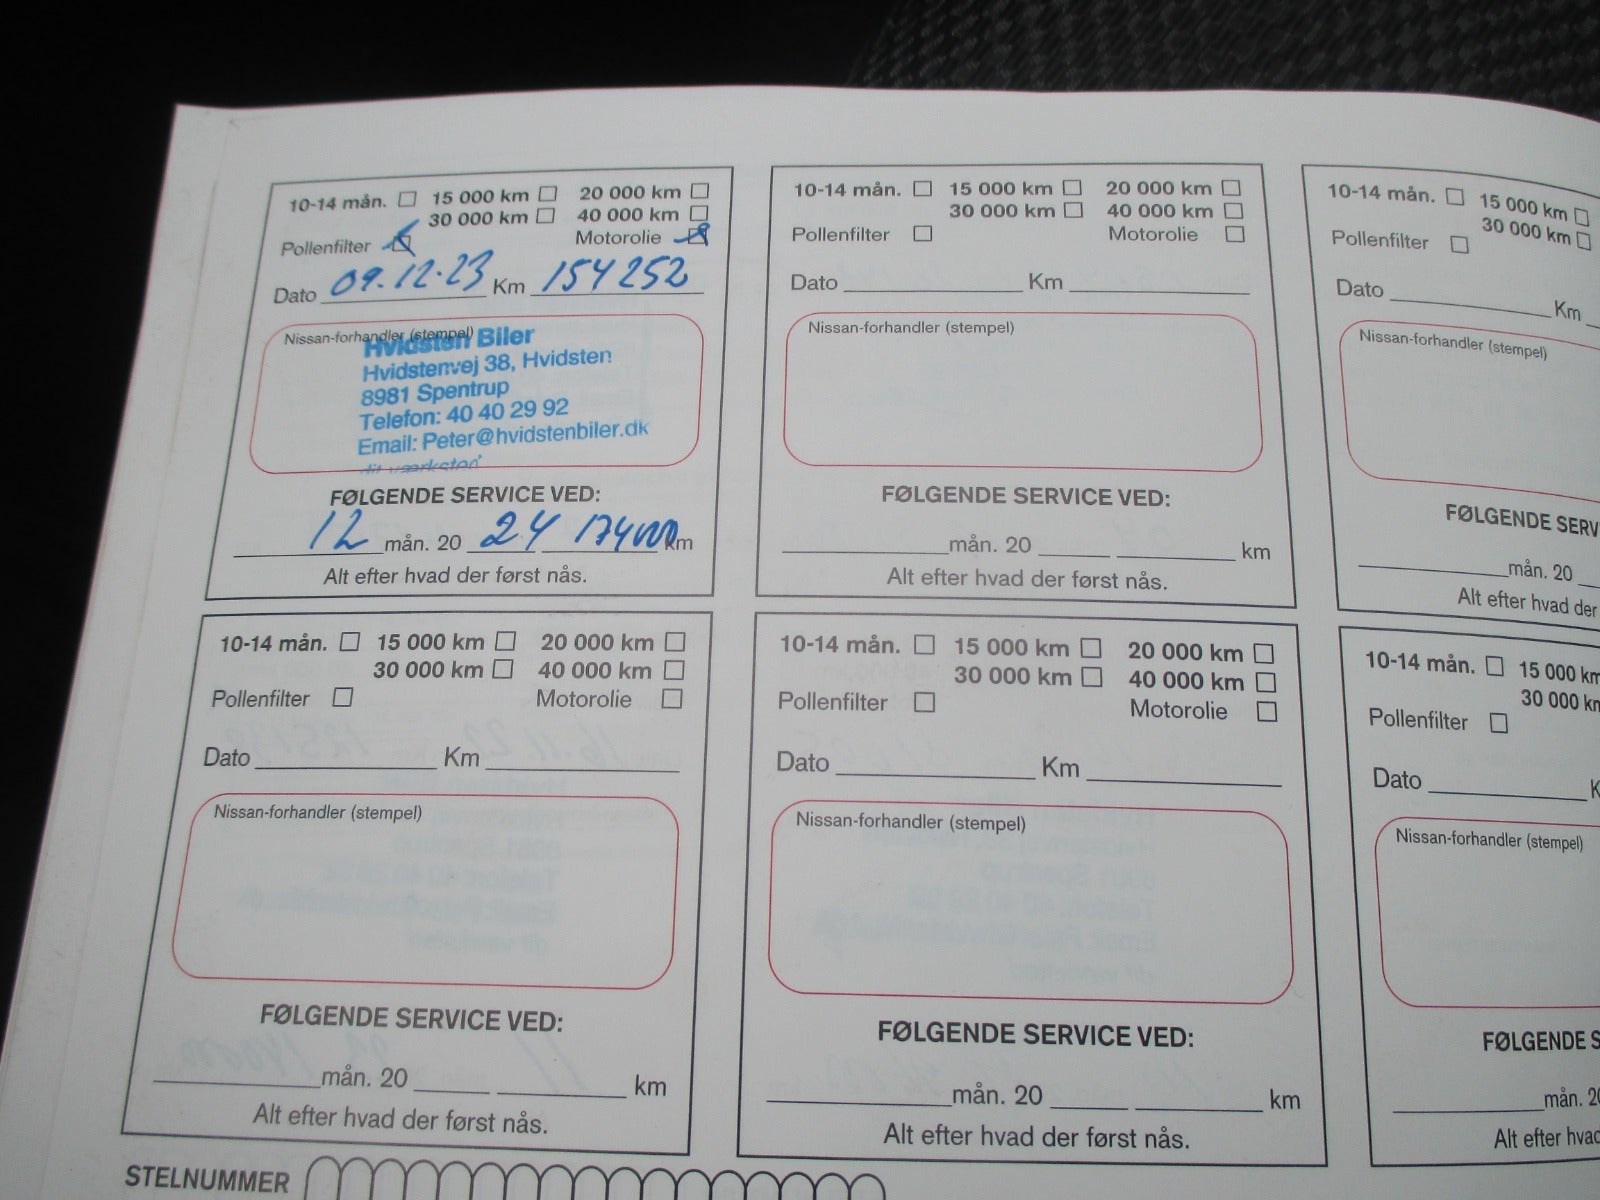 10-14 mån. 15 000 km 20 000 km
30 000 km 40 000 km
Pollenfilter Motorolie
Dato 09.12.23 Km 154252
Nissan-forhandler (stempel)
Hvidsten Biler
Hvidstenvej 38, Hvidsten
8981 Spentrup
Telefon: 40 40 29 92
Email: Peter@hvidstenbiler.dk
dit værksted
FØLGENDE SERVICE VED:
12 mån. 20 24 174000 km
Alt efter hvad der først nås.
10-14 mån. 15 000 km 20 000 km
30 000 km 40 000 km
Pollenfilter Motorolie
Dato Km
Nissan-forhandler (stempel)
FØLGENDE SERVICE VED:
mån. 20 km
Alt efter hvad der først nås.
10-14 mån. 15 000 km
30 000 km
Pollenfilter
Dato Km
Nissan-forhandler (stempel)
FØLGENDE SERV
mån. 20
Alt efter hvad der
10-14 mån. 15 000 km 20 000 km
30 000 km 40 000 km
Pollenfilter Motorolie
Dato Km
Nissan-forhandler (stempel)
FØLGENDE SERVICE VED:
mån. 20 km
Alt efter hvad der først nås.
10-14 mån. 15 000 km 20 000 km
30 000 km 40 000 km
Pollenfilter Motorolie
Dato Km
Nissan-forhandler (stempel)
FØLGENDE SERVICE VED:
mån. 20 km
Alt efter hvad der først nås.
10-14 mån. 15 000 km
30 000 km
Pollenfilter
Dato K
Nissan-forhandler (stempel)
FØLGENDE S
mån. 20
Alt efter hvad
STELNUMMER